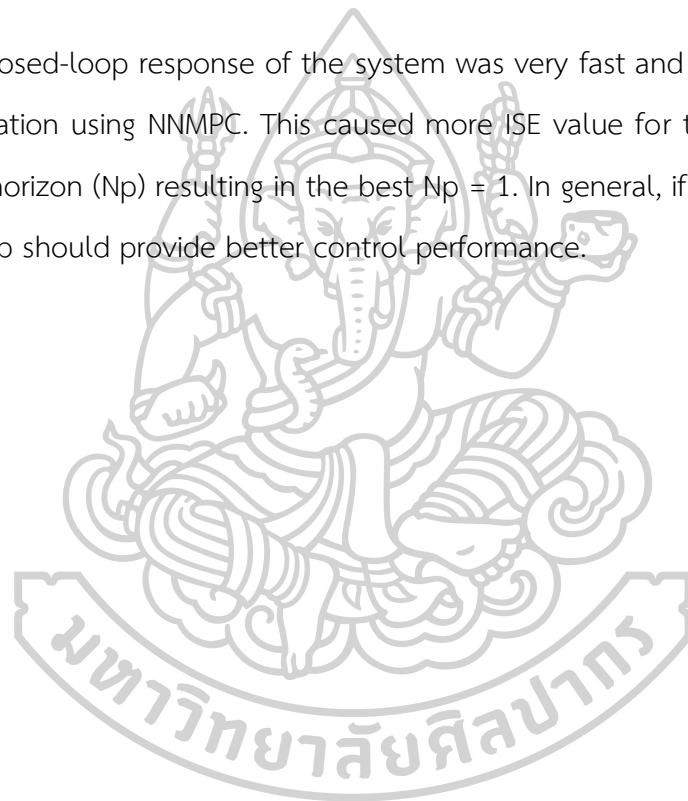 osed-loop response of the system was very fast and
ation using NNMPC. This caused more ISE value for t
horizon (Np) resulting in the best Np = 1. In general, if
p should provide better control performance.
มหาวิทยาลัยศิลปากร